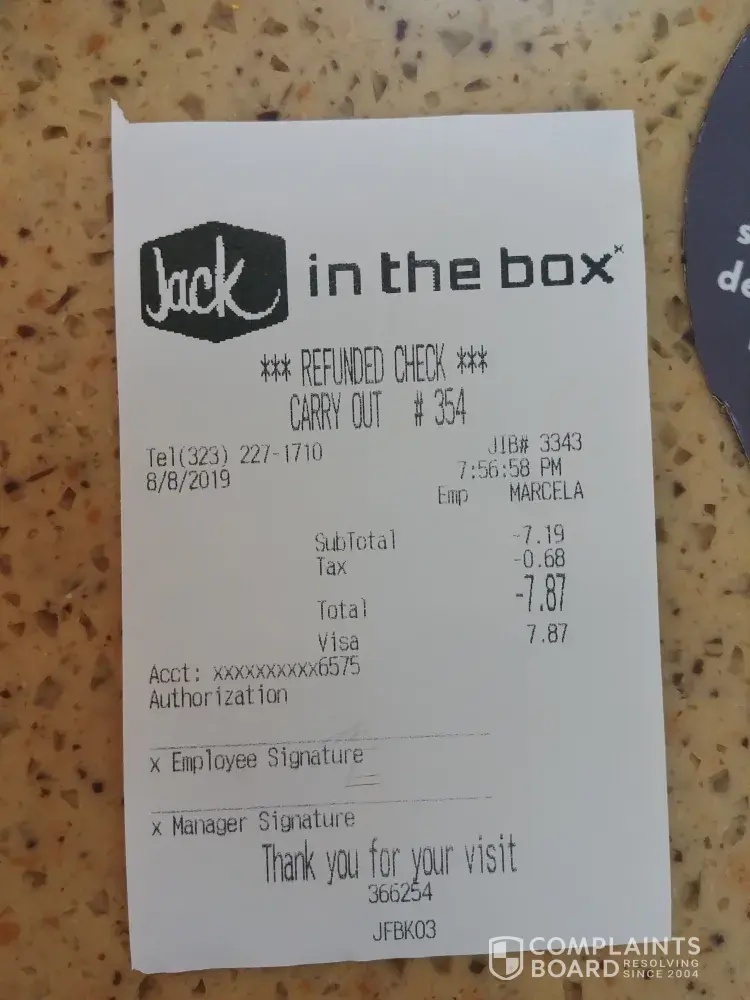 Jack in the box
*** REFUNDED CHECK ***
CARRY OUT # 354
Tel(323) 227-1710 JIB# 3343
8/8/2019 7:56:58 PM
Emp MARCELA
SubTotal -7.19
Tax -0.68
Total -7.87
Visa 7.87
Acct: xxxxxxxxxx6575
Authorization
x Employee Signature
x Manager Signature
Thank you for your visit
366254
JFBK03
COMPLAINTS
BOARD RESOLVING
SINCE 2004